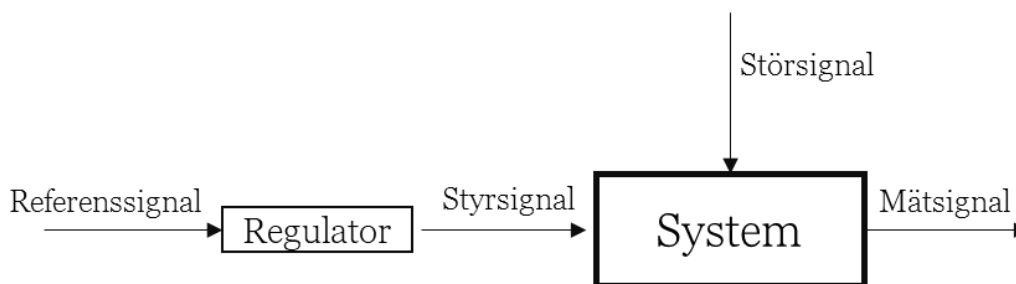 Störsignal
Referenssignal
Regulator
Styrsignal
System
Mätsignal